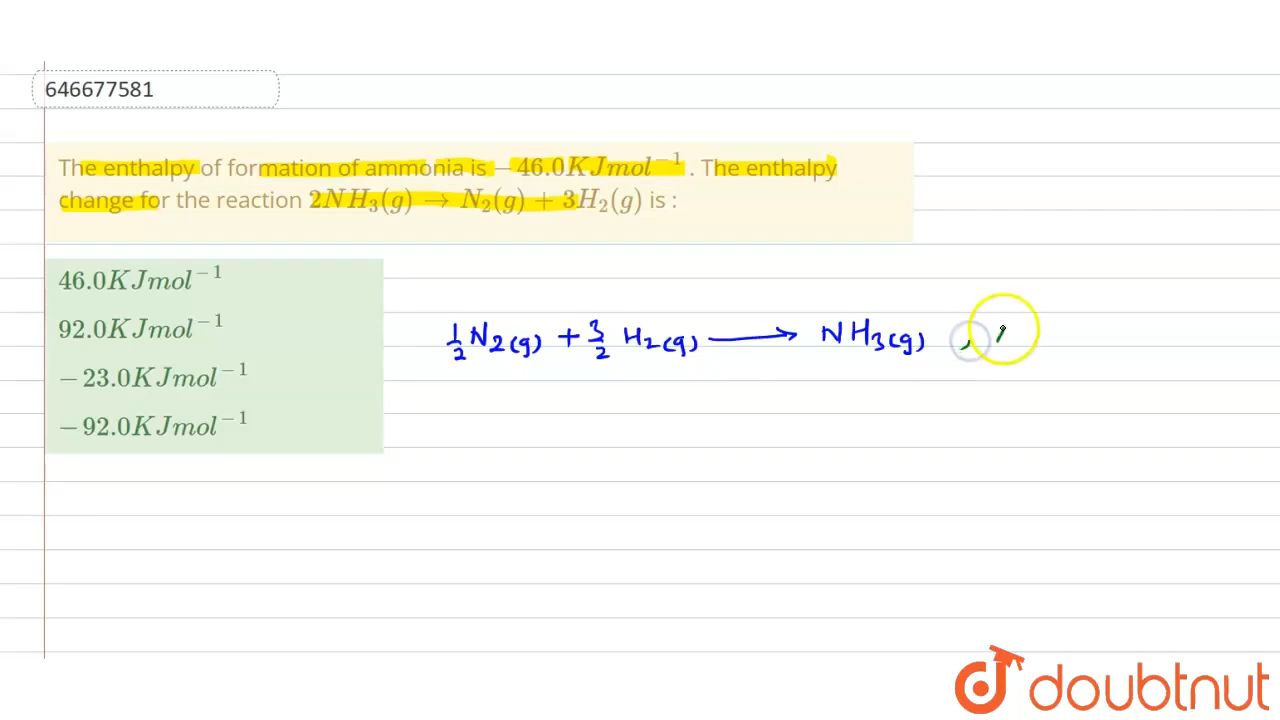 646677581
The enthalpy of formation of ammonia is −46.0KJmol⁻¹. The enthalpy
change for the reaction 2NH₃(g) → N₂(g) + 3H₂(g) is :
46.0KJmol⁻¹
92.0KJmol⁻¹
−23.0KJmol⁻¹
−92.0KJmol⁻¹
½N₂(g) + 3/2 H₂(g) ⟶ NH₃(g) ,
doubtnut